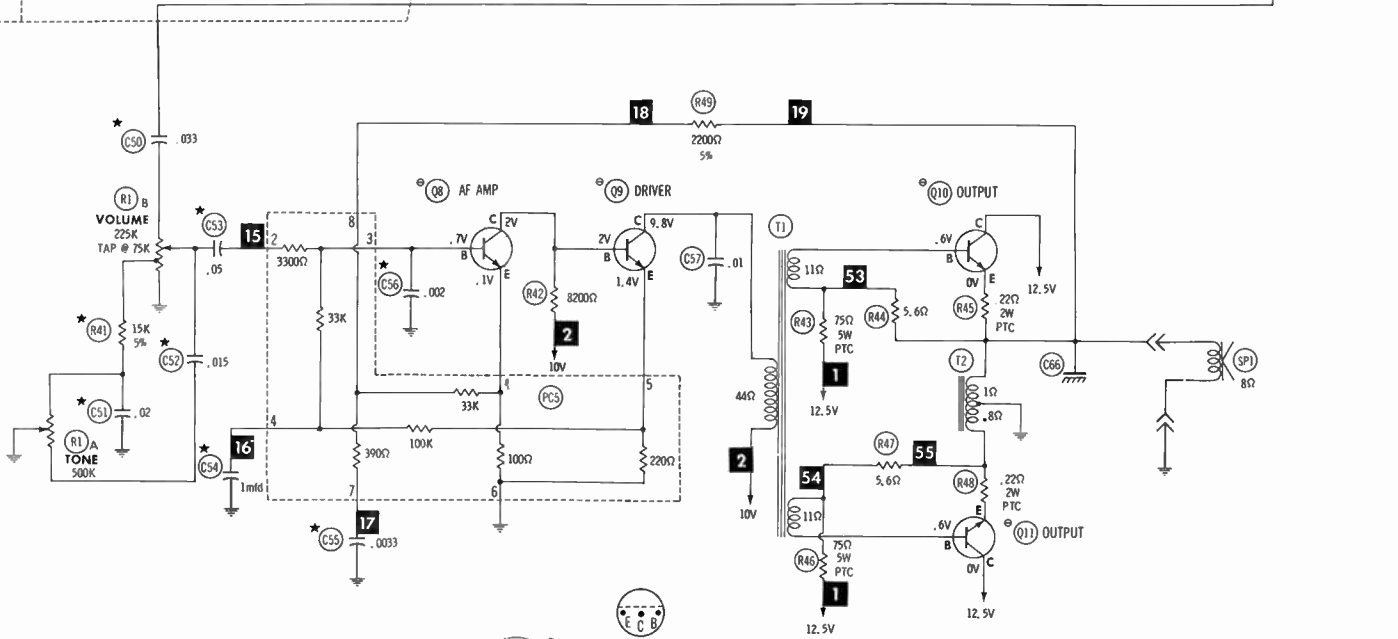 18
R49
19
2200Ω
5%
★
C50
.033
⊖
Q8
AF AMP
⊖
Q9
DRIVER
⊖
Q10
OUTPUT
R1
B
VOLUME
225K
TAP @ 75K
★
C53
.05
15
8
2
3300Ω
3
C
2V
.7V
B
.1V
E
C
9.8V
2V
B
1.4V
E
T1
C
.6V
B
0V
E
12.5V
★
C56
.002
R42
8200Ω
2
10V
C57
.01
11Ω
53
R43
75Ω
5W
PTC
1
12.5V
R44
5.6Ω
R45
.22Ω
2W
PTC
★
R41
15K
5%
★
C52
.015
33K
★
C51
.02
R1
A
TONE
500K
4
33K
PC5
5
44Ω
T2
1Ω
.8Ω
C66
SP1
8Ω
4
100K
16
★
C54
1mfd
390Ω
100Ω
220Ω
7
6
2
10V
R47
5.6Ω
55
54
11Ω
R48
.22Ω
2W
PTC
17
★
C55
.0033
R46
75Ω
5W
PTC
1
12.5V
.6V
B
E
0V
C
⊖
Q11
OUTPUT
12.5V
E C B